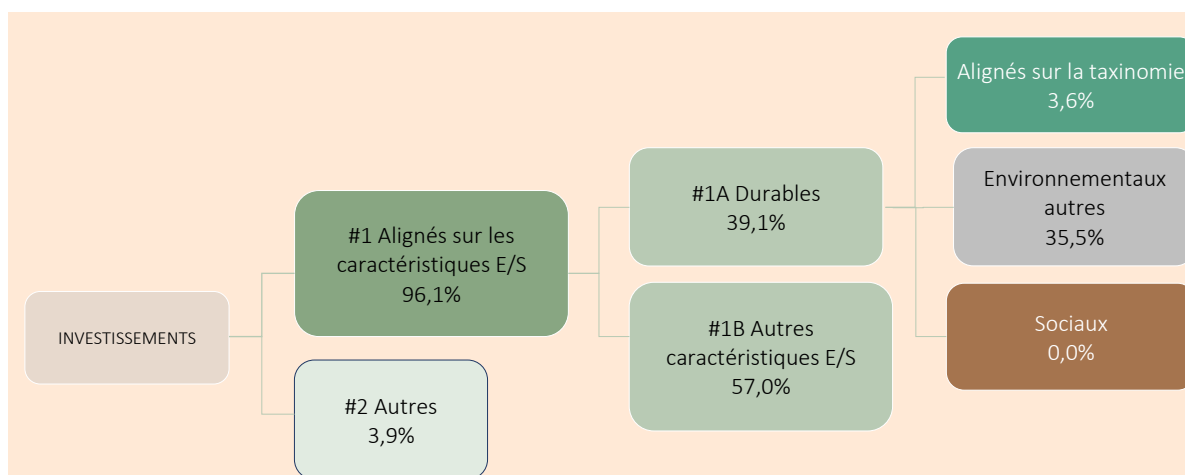 INVESTISSEMENTS
#1 Alignés sur les
caractéristiques E/S
96,1%
#2 Autres
3,9%
#1A Durables
39,1%
#1B Autres
caractéristiques E/S
57,0%
Alignés sur la taxinomie
3,6%
Environnementaux
autres
35,5%
Sociaux
0,0%